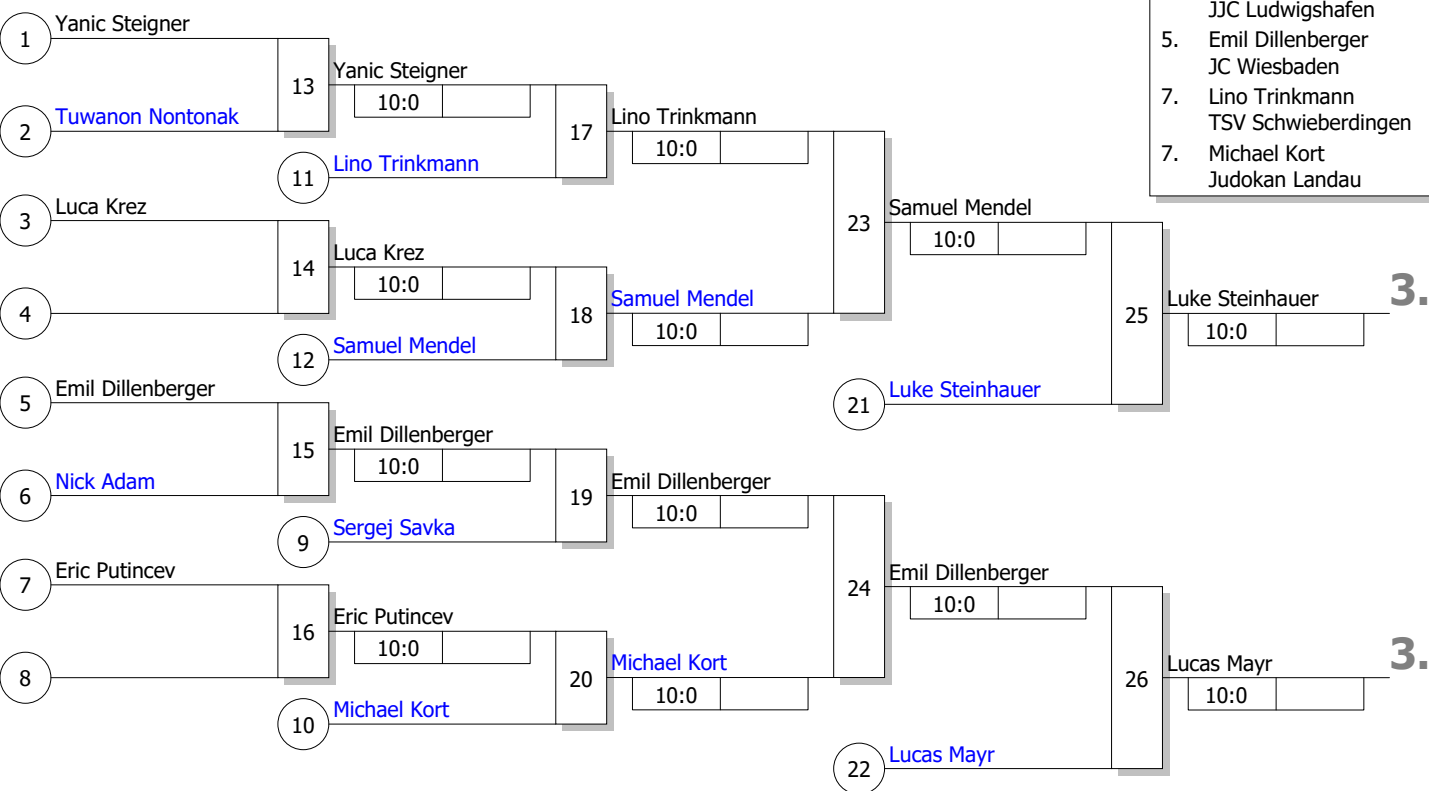 JJC Ludwigshafen
5. Emil Dillenberger
JC Wiesbaden
7. Lino Trinkmann
TSV Schwieberdingen
7. Michael Kort
Judokan Landau
1 Yanic Steigner
13 Yanic Steigner
10:0
2 Tuwanon Nontonak
17 Lino Trinkmann
10:0
11 Lino Trinkmann
3 Luca Krez
23 Samuel Mendel
10:0
14 Luca Krez
10:0
4
18 Samuel Mendel
10:0
12 Samuel Mendel
25 Luke Steinhauer 3.
10:0
5 Emil Dillenberger
21 Luke Steinhauer
15 Emil Dillenberger
10:0
6 Nick Adam
19 Emil Dillenberger
10:0
9 Sergej Savka
7 Eric Putincev
24 Emil Dillenberger
10:0
16 Eric Putincev
10:0
8
20 Michael Kort
10:0
10 Michael Kort
26 Lucas Mayr 3.
10:0
22 Lucas Mayr